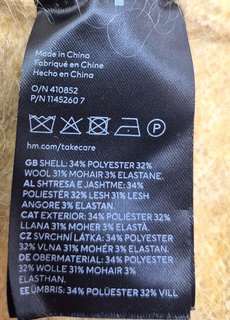 Made in China
Fabriqué en Chine
Hecho en China
O/N 410852
P/N 1145260 7
P
hm.com/takecare
GB SHELL: 34% POLYESTER 32%
WOOL 31% MOHAIR 3% ELASTANE.
AL SHTRESA E JASHTME: 34%
POLIESTËR 32% LESH 31% LESH
ANGORE 3% ELASTAN.
CAT EXTERIOR: 34% POLIÈSTER 32%
LLANA 31% MOHER 3% ELASTÀ.
CZ SVRCHNÍ LÁTKA: 34% POLYESTER
32% VLNA 31% MOHÉR 3% ELASTAN.
DE OBERMATERIAL: 34% POLYESTER
32% WOLLE 31% MOHAIR 3%
ELASTHAN.
EE ÜMBRIS: 34% POLÜESTER 32% VILL